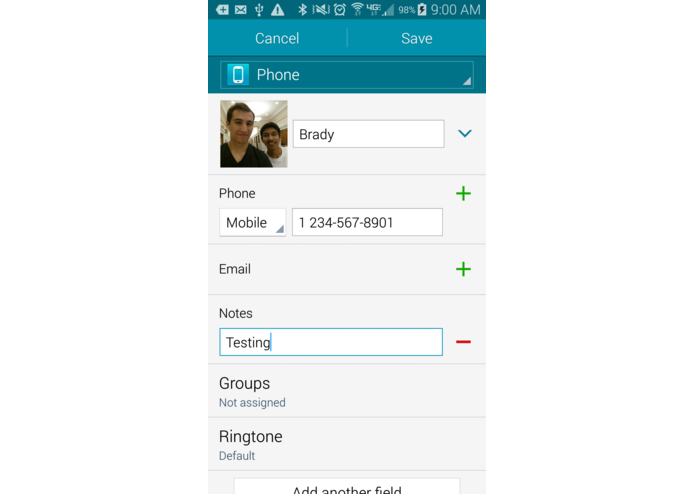 4G 98% 9:00 AM
Cancel Save
Phone
Brady
Phone
Mobile 1 234-567-8901
Email
Notes
Testing
Groups
Not assigned
Ringtone
Default
Add another field